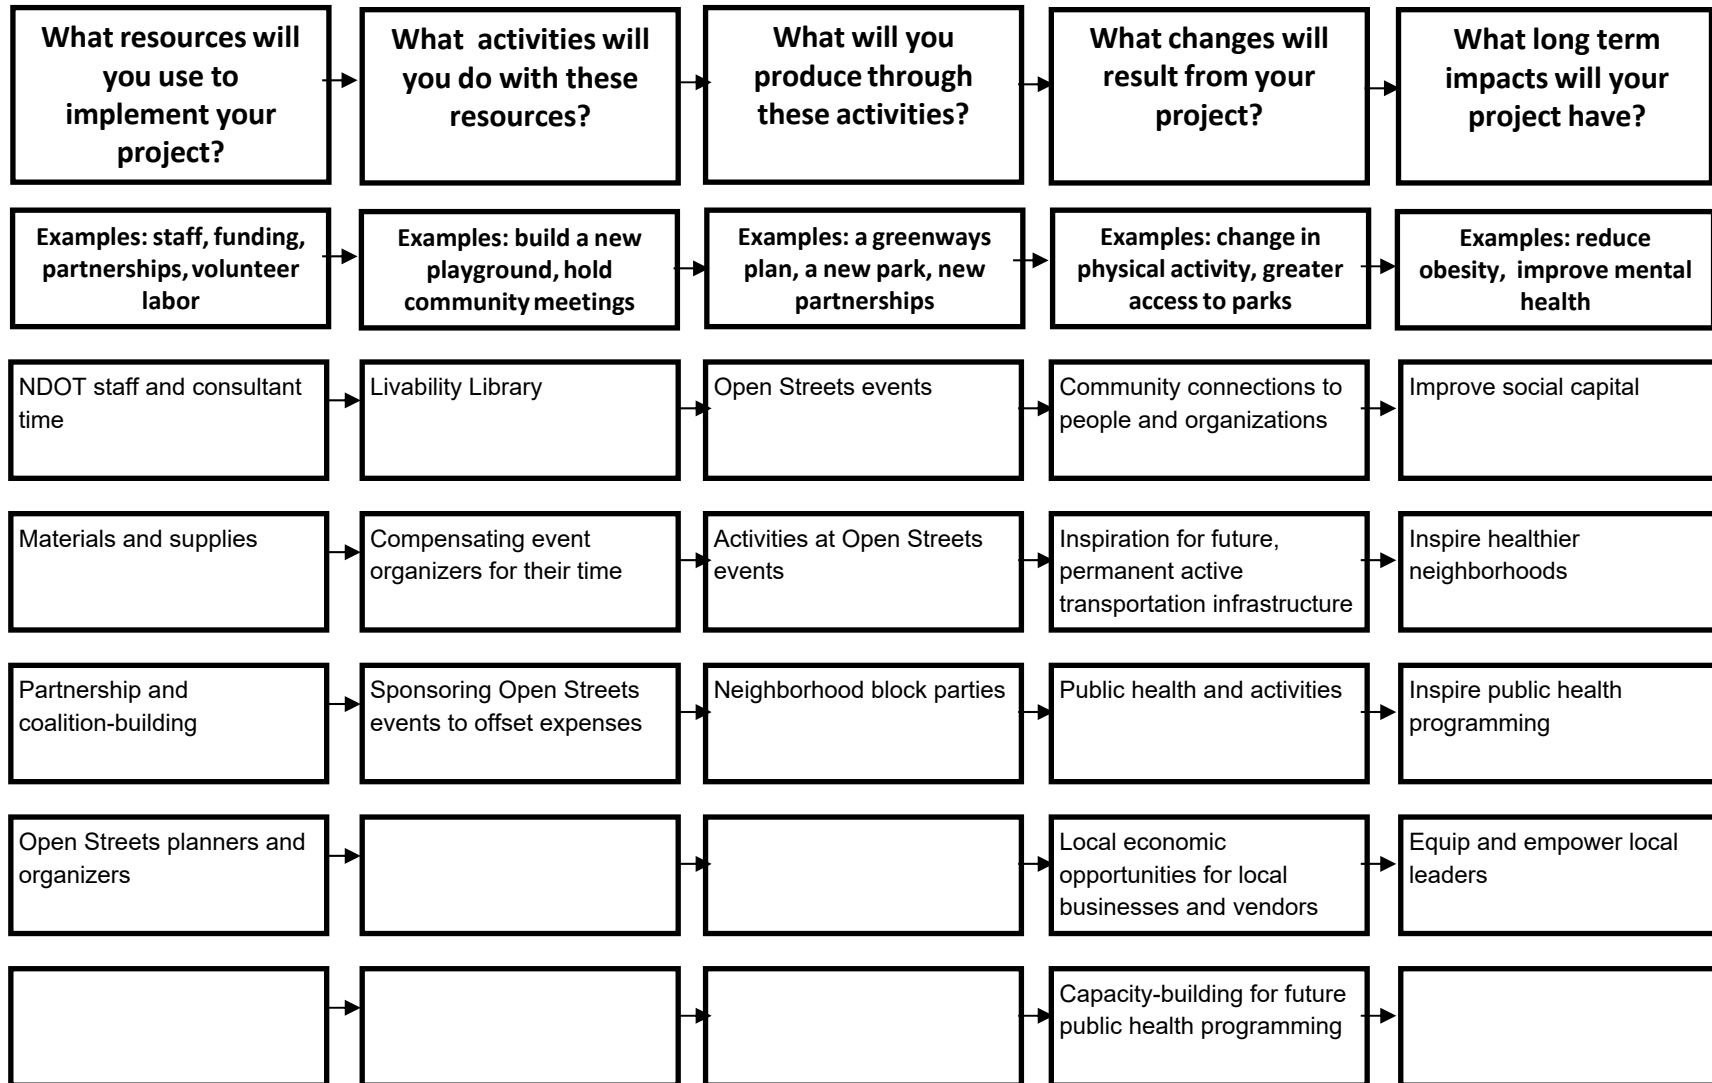 What resources will
you use to
implement your
project?
What activities will
you do with these
resources?
What will you
produce through
these activities?
What changes will
result from your
project?
What long term
impacts will your
project have?
Examples: staff, funding,
partnerships, volunteer
labor
Examples: build a new
playground, hold
community meetings
Examples: a greenways
plan, a new park, new
partnerships
Examples: change in
physical activity, greater
access to parks
Examples: reduce
obesity, improve mental
health
NDOT staff and consultant
time
Livability Library
Open Streets events
Community connections to
people and organizations
Improve social capital
Materials and supplies
Compensating event
organizers for their time
Activities at Open Streets
events
Inspiration for future,
permanent active
transportation infrastructure
Inspire healthier
neighborhoods
Partnership and
coalition-building
Sponsoring Open Streets
events to offset expenses
Neighborhood block parties
Public health and activities
Inspire public health
programming
Open Streets planners and
organizers
Local economic
opportunities for local
businesses and vendors
Equip and empower local
leaders
Capacity-building for future
public health programming